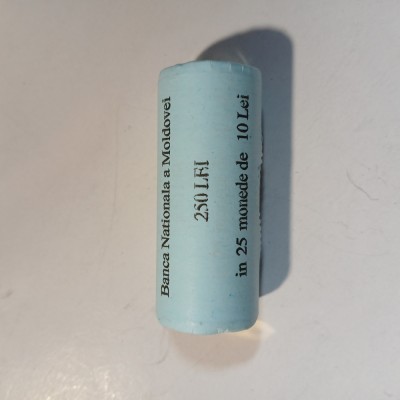 Banca Nationala a Moldovei
250 LEI
in 25 monede de 10 Lei